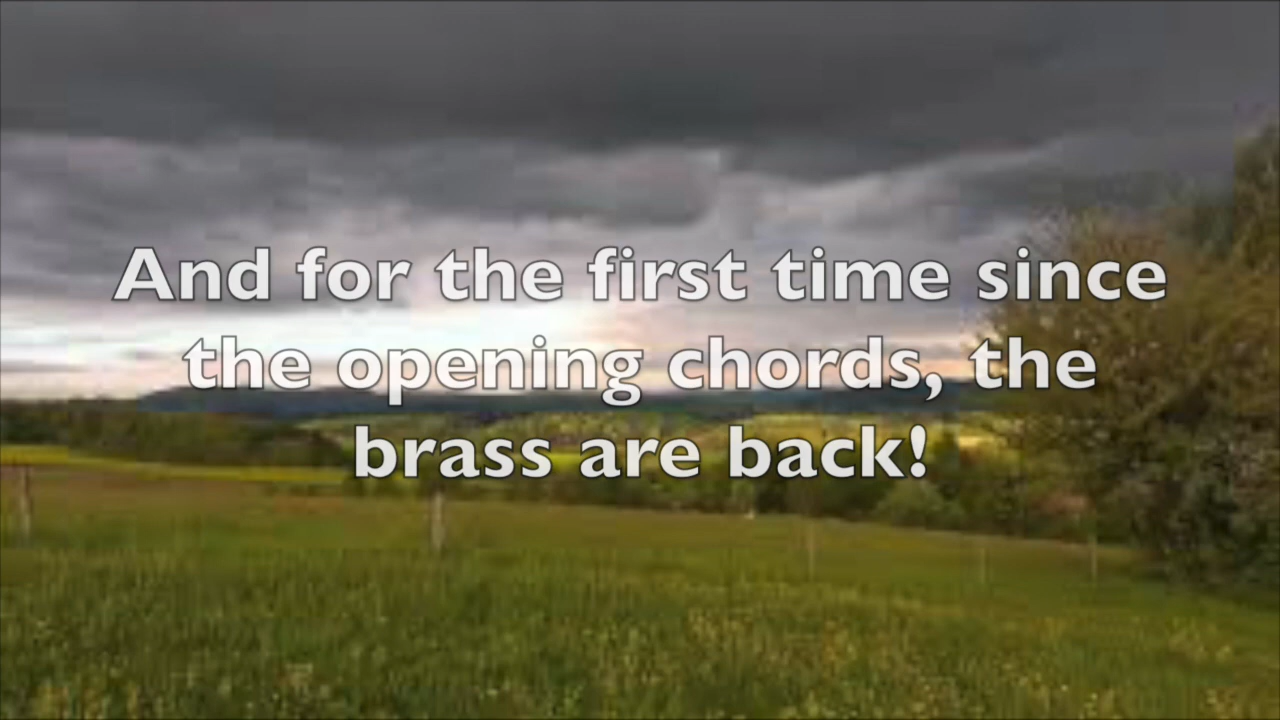 And for the first time since
the opening chords, the
brass are back!